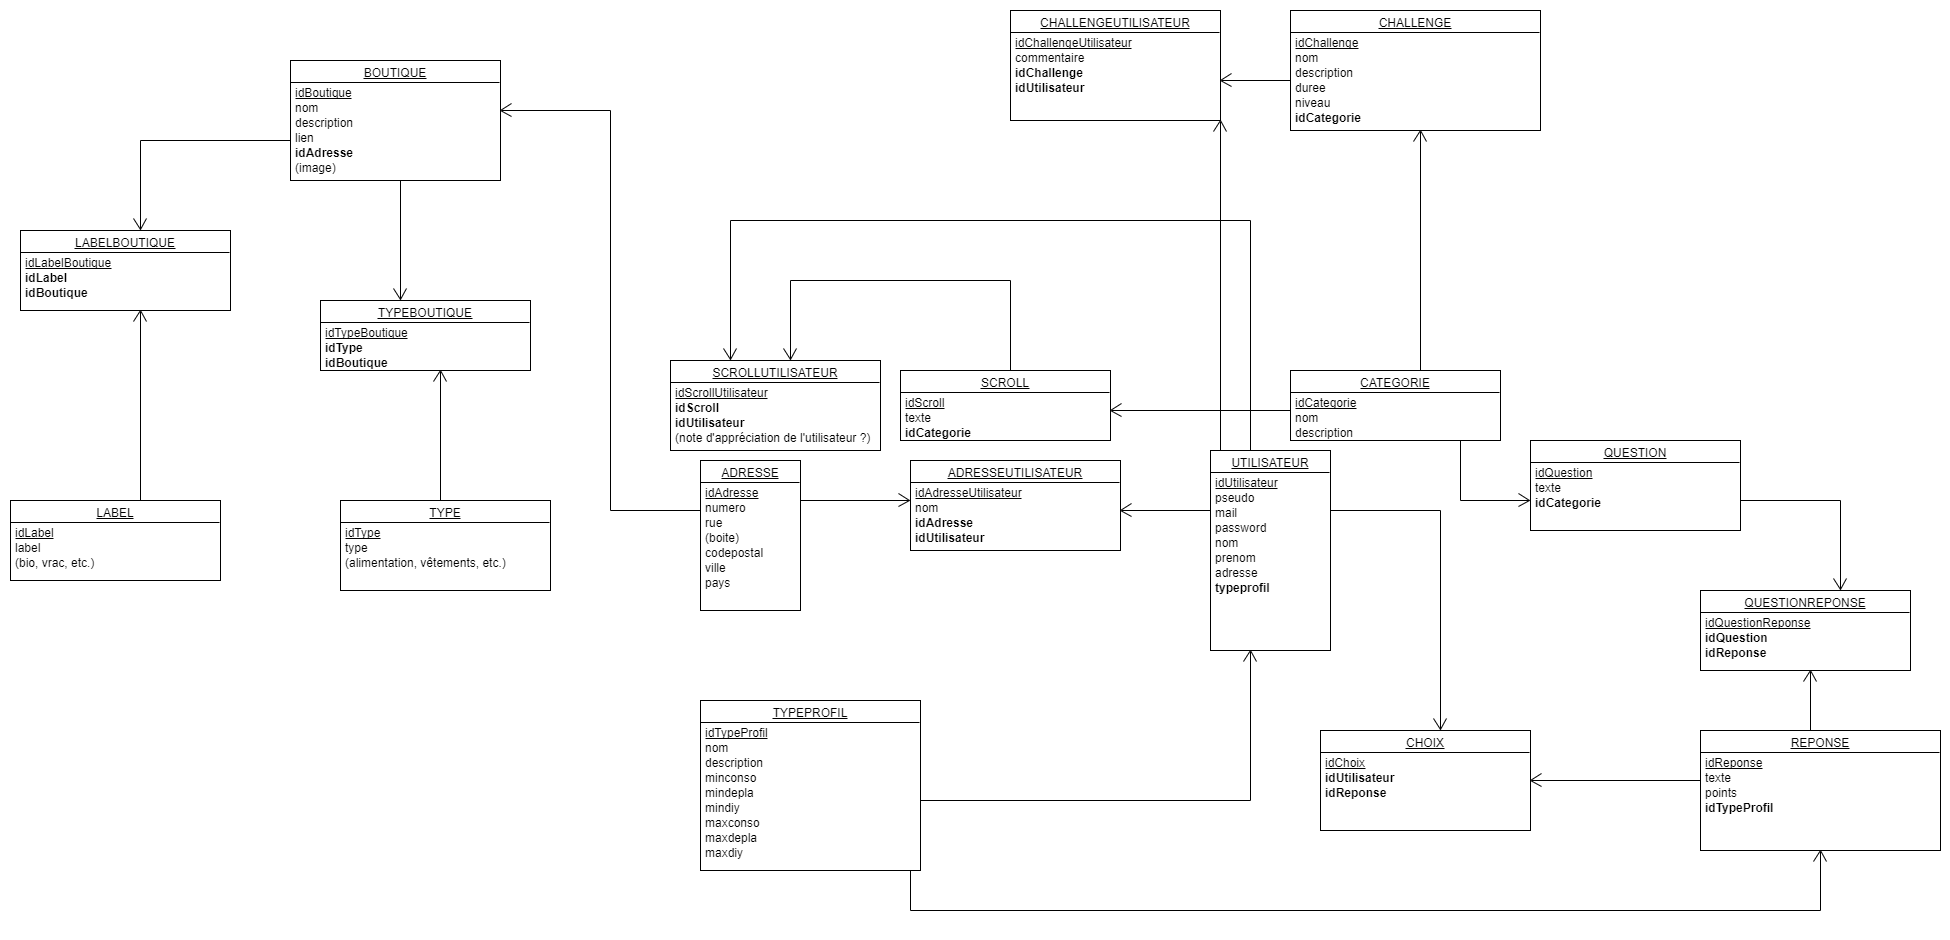 CHALLENGEUTILISATEUR
idChallengeUtilisateur
commentaire
idChallenge
idUtilisateur
CHALLENGE
idChallenge
nom
description
duree
niveau
idCategorie
BOUTIQUE
idBoutique
nom
description
lien
idAdresse
(image)
LABELBOUTIQUE
idLabelBoutique
idLabel
idBoutique
TYPEBOUTIQUE
idTypeBoutique
idType
idBoutique
SCROLLUTILISATEUR
idScrollUtilisateur
idScroll
idUtilisateur
(note d'appréciation de l'utilisateur ?)
SCROLL
idScroll
texte
idCategorie
CATEGORIE
idCategorie
nom
description
LABEL
idLabel
label
(bio, vrac, etc.)
TYPE
idType
type
(alimentation, vêtements, etc.)
ADRESSE
idAdresse
numero
rue
(boite)
codepostal
ville
pays
ADRESSEUTILISATEUR
idAdresseUtilisateur
nom
idAdresse
idUtilisateur
UTILISATEUR
idUtilisateur
pseudo
mail
password
nom
prenom
adresse
typeprofil
QUESTION
idQuestion
texte
idCategorie
QUESTIONREPONSE
idQuestionReponse
idQuestion
idReponse
TYPEPROFIL
idTypeProfil
nom
description
minconso
mindepla
mindiy
maxconso
maxdepla
maxdiy
CHOIX
idChoix
idUtilisateur
idReponse
REPONSE
idReponse
texte
points
idTypeProfil